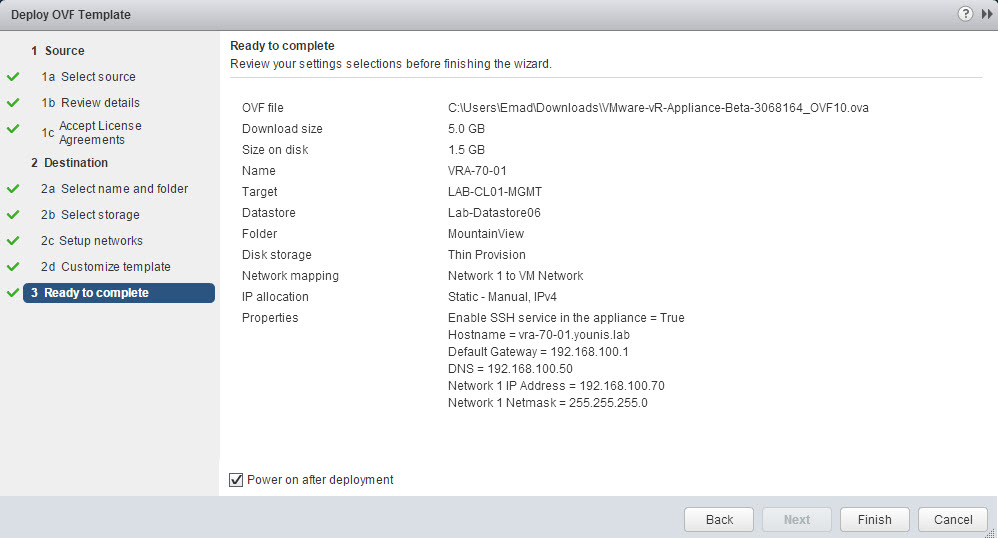 Deploy OVF Template
1 Source
1a Select source
1b Review details
1c Accept License
Agreements
2 Destination
2a Select name and folder
2b Select storage
2c Setup networks
2d Customize template
3 Ready to complete
Ready to complete
Review your settings selections before finishing the wizard.
OVF file C:\Users\Emad\Downloads\VMware-vR-Appliance-Beta-3068164_OVF10.ova
Download size 5.0 GB
Size on disk 1.5 GB
Name VRA-70-01
Target LAB-CL01-MGMT
Datastore Lab-Datastore06
Folder MountainView
Disk storage Thin Provision
Network mapping Network 1 to VM Network
IP allocation Static - Manual, IPv4
Properties Enable SSH service in the appliance = True
Hostname = vra-70-01.younis.lab
Default Gateway = 192.168.100.1
DNS = 192.168.100.50
Network 1 IP Address = 192.168.100.70
Network 1 Netmask = 255.255.255.0
Power on after deployment
Back Next Finish Cancel